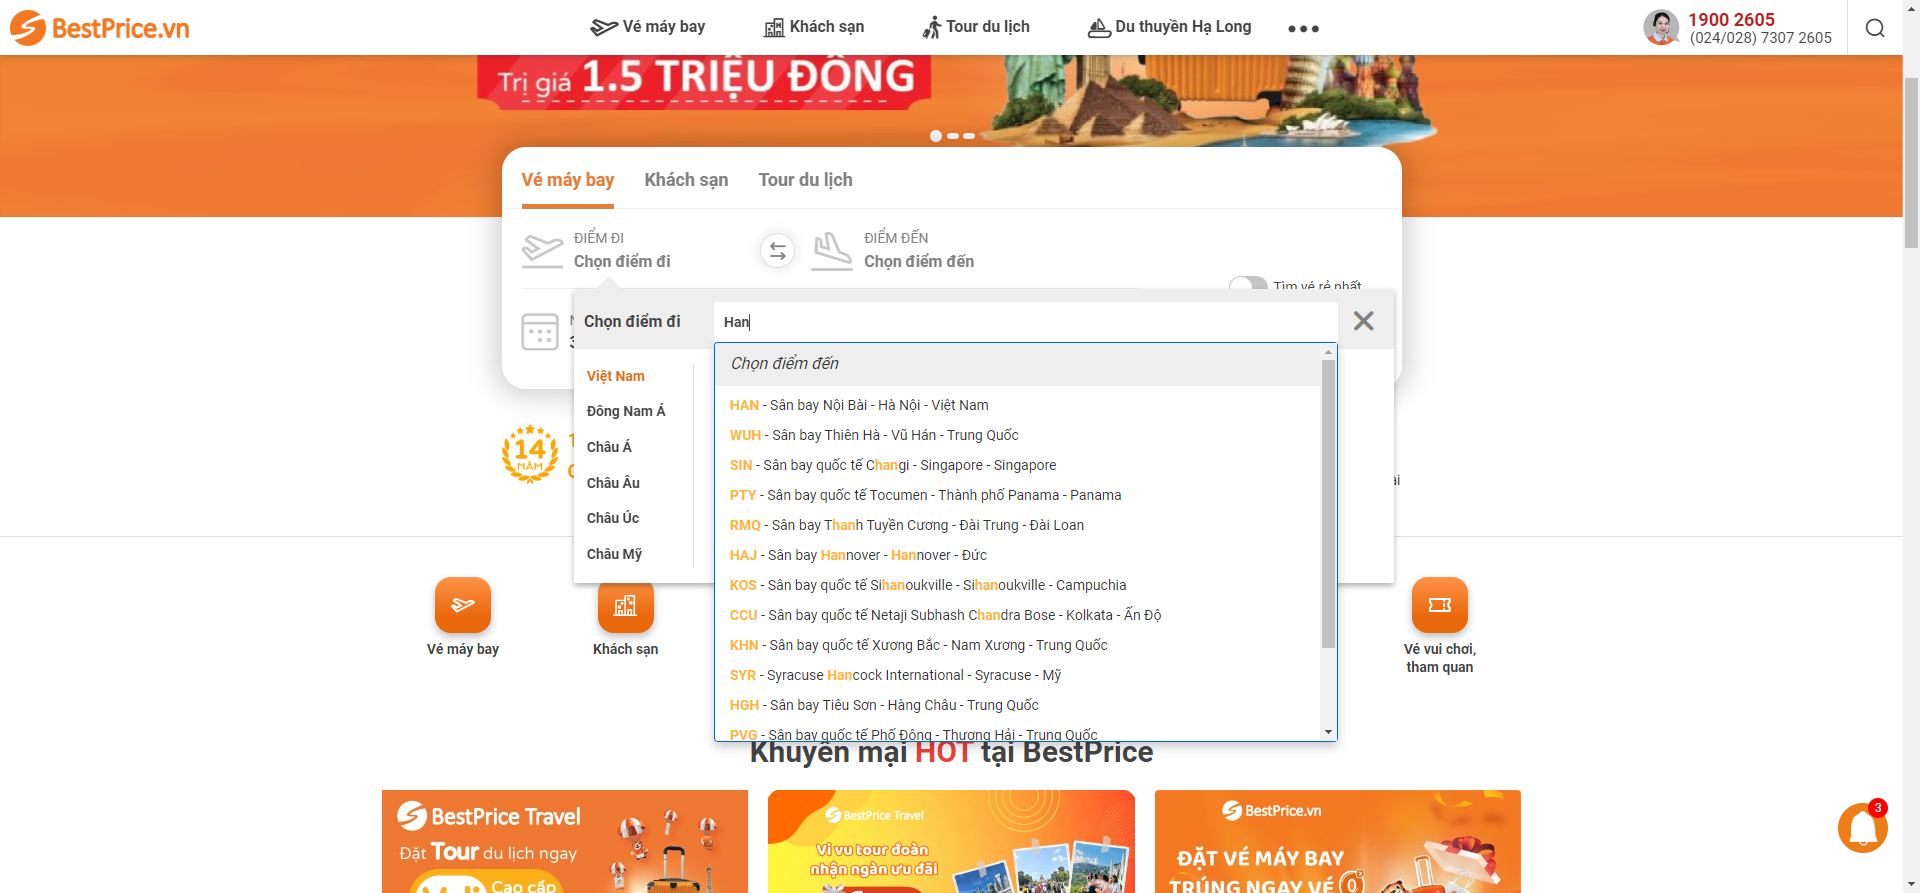 BestPrice.vn
Vé máy bay
Khách sạn
Tour du lịch
Du thuyền Hạ Long
1900 2605
(024/028) 7307 2605
Trị giá 1.5 TRIỆU ĐỒNG
Vé máy bay
Khách sạn
Tour du lịch
ĐIỂM ĐI
Chọn điểm đi
ĐIỂM ĐẾN
Chọn điểm đến
Tìm vé rẻ nhất
Chọn điểm đi
Han
Việt Nam
Đông Nam Á
Châu Á
Châu Âu
Châu Úc
Châu Mỹ
Chọn điểm đến
HAN - Sân bay Nội Bài - Hà Nội - Việt Nam
WUH - Sân bay Thiên Hà - Vũ Hán - Trung Quốc
SIN - Sân bay quốc tế Changi - Singapore - Singapore
PTY - Sân bay quốc tế Tocumen - Thành phố Panama - Panama
RMQ - Sân bay Thanh Tuyền Cương - Đài Trung - Đài Loan
HAJ - Sân bay Hannover - Hannover - Đức
KOS - Sân bay quốc tế Sihanoukville - Sihanoukville - Campuchia
CCU - Sân bay quốc tế Netaji Subhash Chandra Bose - Kolkata - Ấn Độ
KHN - Sân bay quốc tế Xương Bắc - Nam Xương - Trung Quốc
SYR - Syracuse Hancock International - Syracuse - Mỹ
HGH - Sân bay Tiêu Sơn - Hàng Châu - Trung Quốc
PVG - Sân bay quốc tế Phố Đông - Thượng Hải - Trung Quốc
14
NĂM
Vé máy bay
Khách sạn
Vé vui chơi,
tham quan
Khuyến mại HOT tại BestPrice
BestPrice Travel
Đặt Tour du lịch ngay
Cao cấp
BestPrice Travel
Vi vu tour đoàn
nhận ngàn ưu đãi
BestPrice.vn
ĐẶT VÉ MÁY BAY
TRÚNG NGAY VÉ 0đ
3